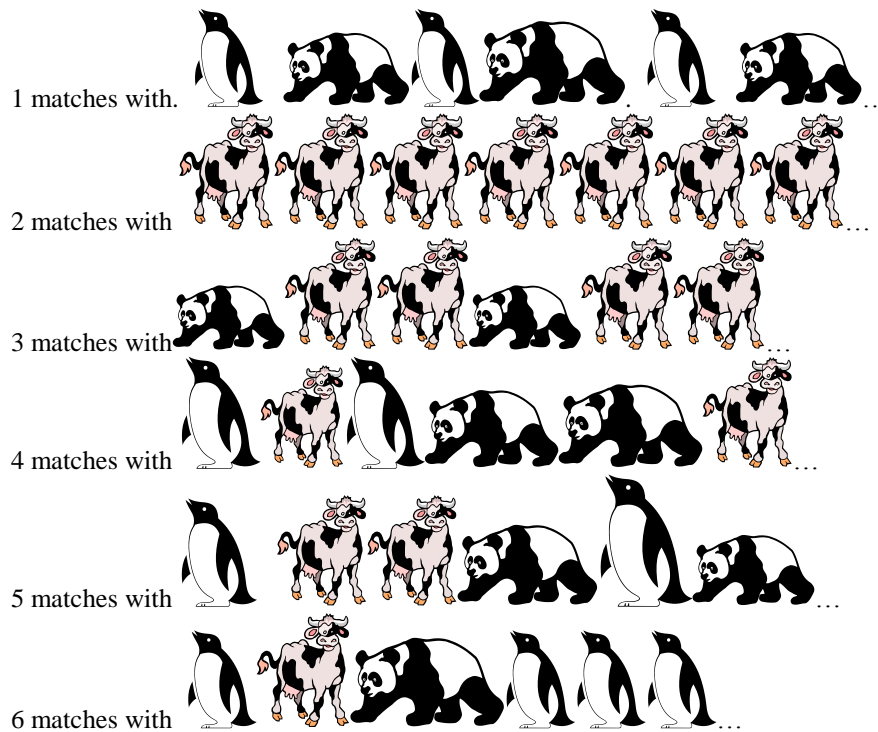 1 matches with. . ..
2 matches with ...
3 matches with ...
4 matches with ...
5 matches with ...
6 matches with ...